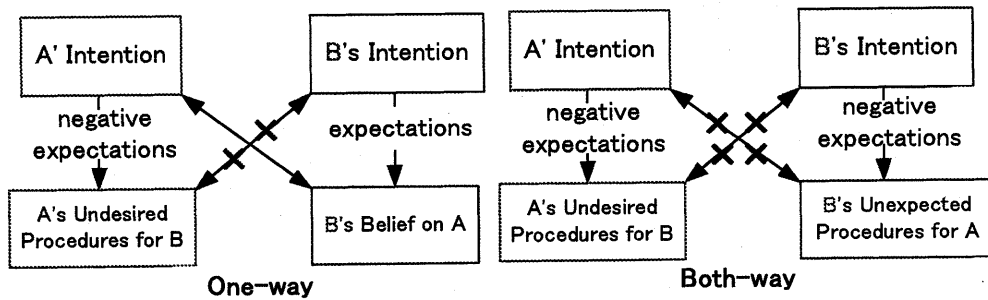 A' Intention
B's Intention
negative
expectations
expectations
A's Undesired
Procedures for B
B's Belief on A
One-way
A's Intention
B's Intention
negative
expectations
negative
expectations
A's Undesired
Procedures for B
B's Unexpected
Procedures for A
Both-way